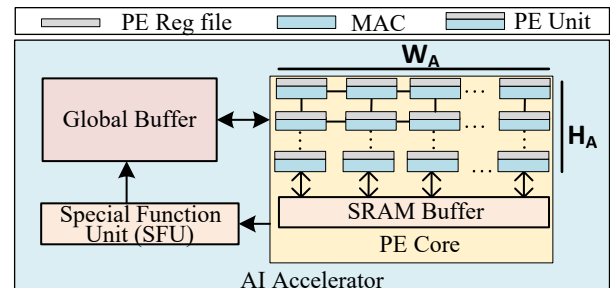 PE Reg file MAC PE Unit
W_A
Global Buffer
H_A
Special Function
Unit (SFU)
SRAM Buffer
PE Core
AI Accelerator